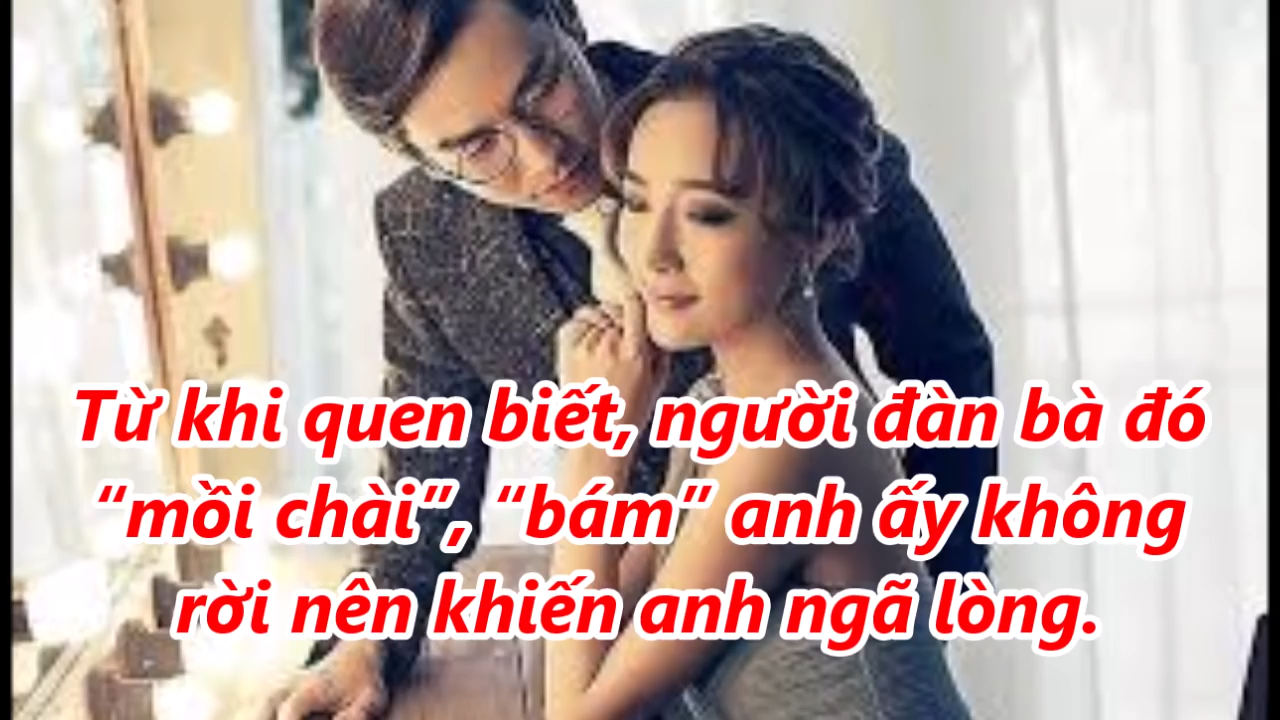 Từ khi quen biết, người đàn bà đó
“mồi chài”, “bám” anh ấy không
rời nên khiến anh ngã lòng.